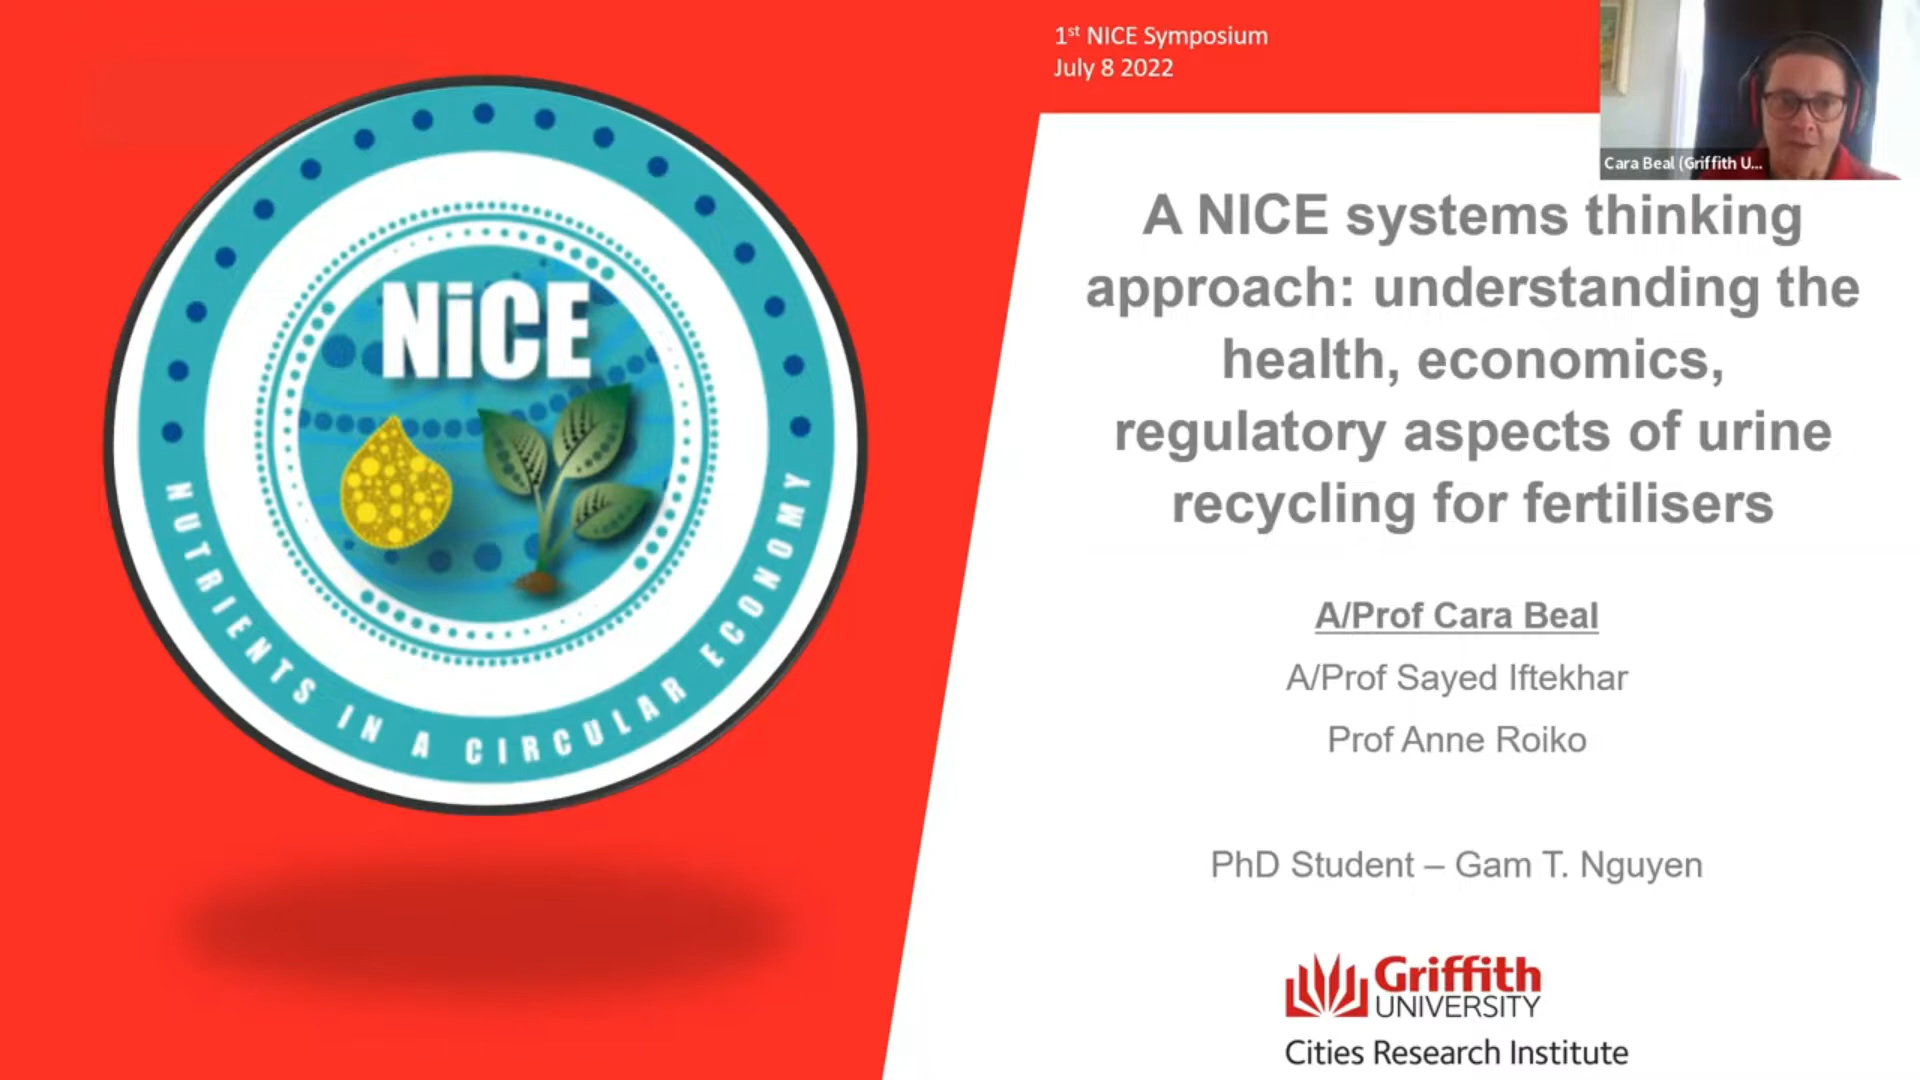 1st NICE Symposium
July 8 2022
Cara Beal (Griffith U...
A NICE systems thinking
approach: understanding the
health, economics,
regulatory aspects of urine
recycling for fertilisers
A/Prof Cara Beal
A/Prof Sayed Iftekhar
Prof Anne Roiko
PhD Student – Gam T. Nguyen
Griffith
UNIVERSITY
Cities Research Institute
NiCE
NUTRIENTS IN A CIRCULAR ECONOMY